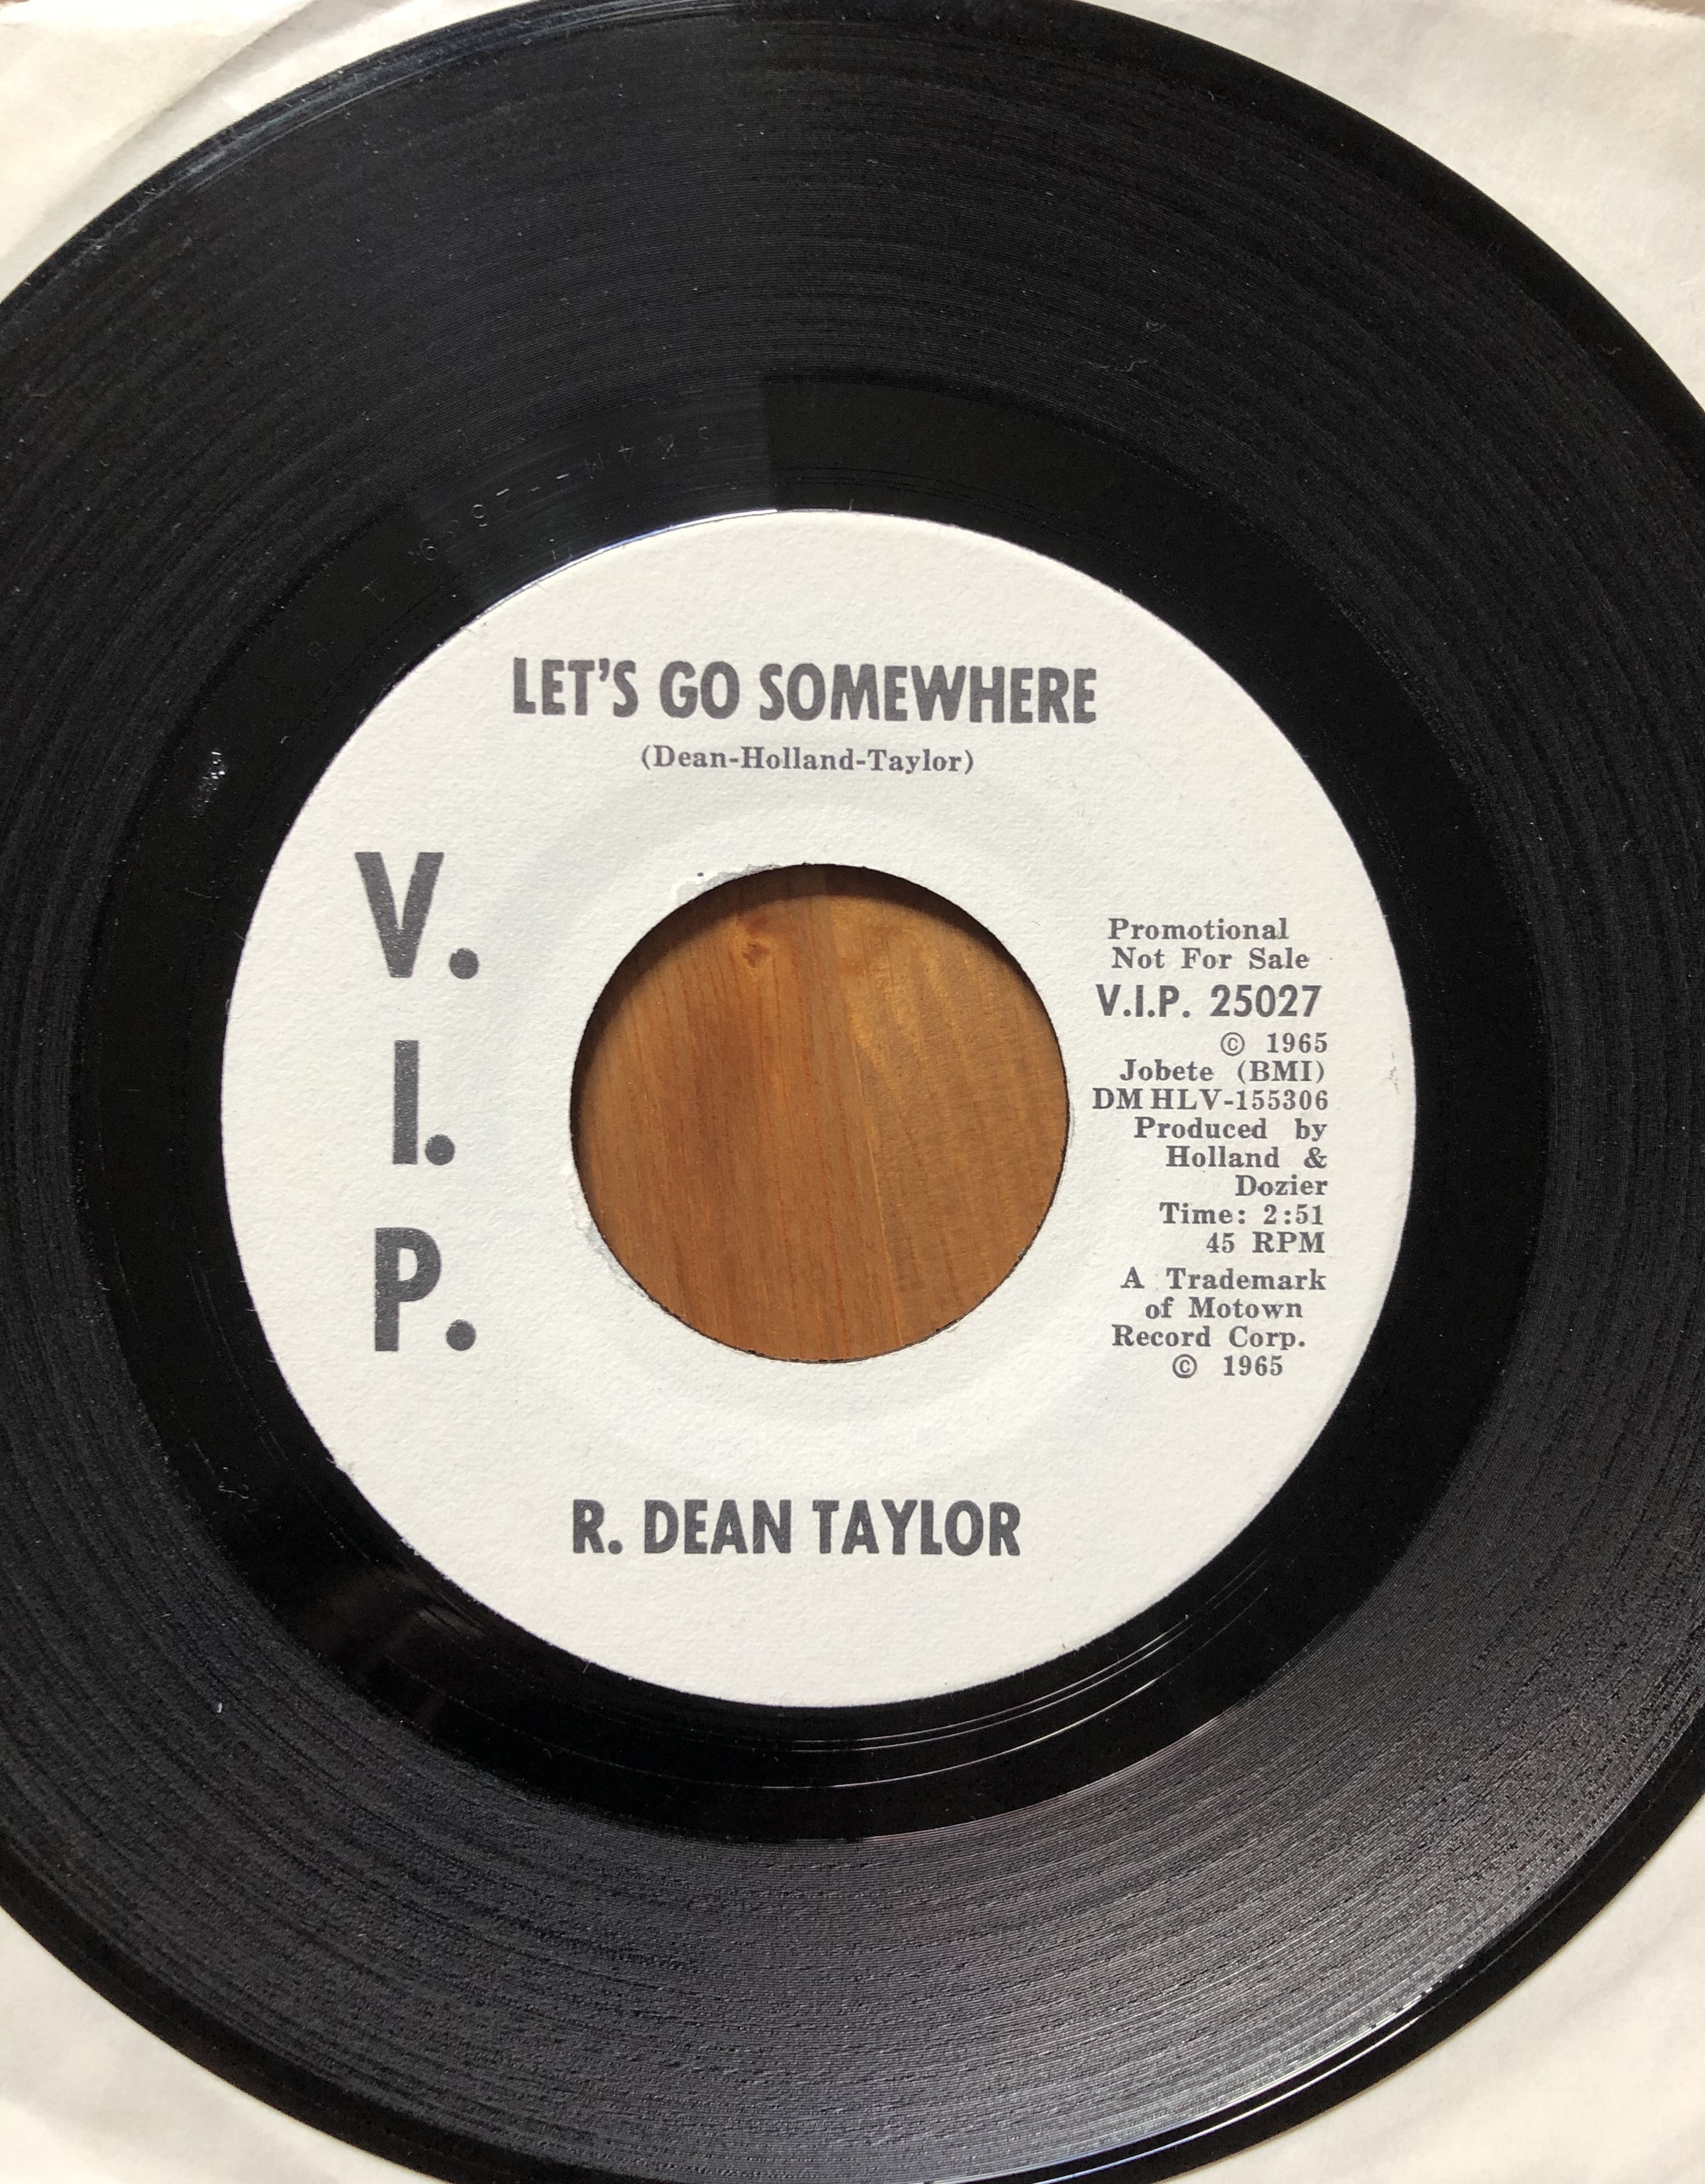 LET'S GO SOMEWHERE
(Dean-Holland-Taylor)
V.
I.
P.
Promotional
Not For Sale
V.I.P. 25027
© 1965
Jobete (BMI)
DM HLV-155306
Produced by
Holland &
Dozier
Time: 2:51
45 RPM
A Trademark
of Motown
Record Corp.
© 1965
R. DEAN TAYLOR